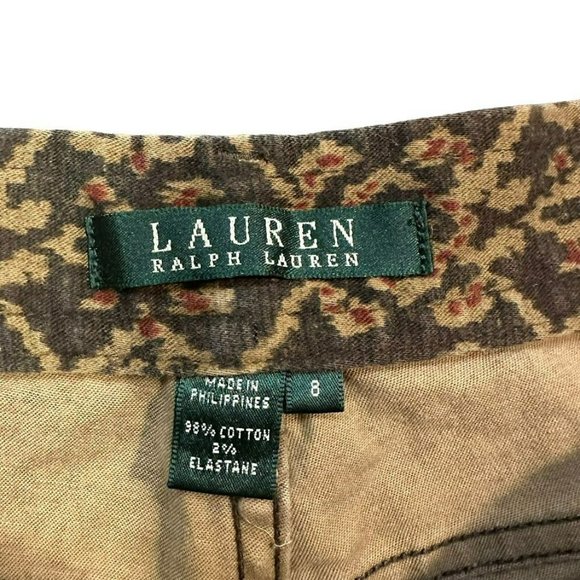 LAUREN
RALPH LAUREN
MADE IN
PHILIPPINES
98% COTTON
2%
ELASTANE
8